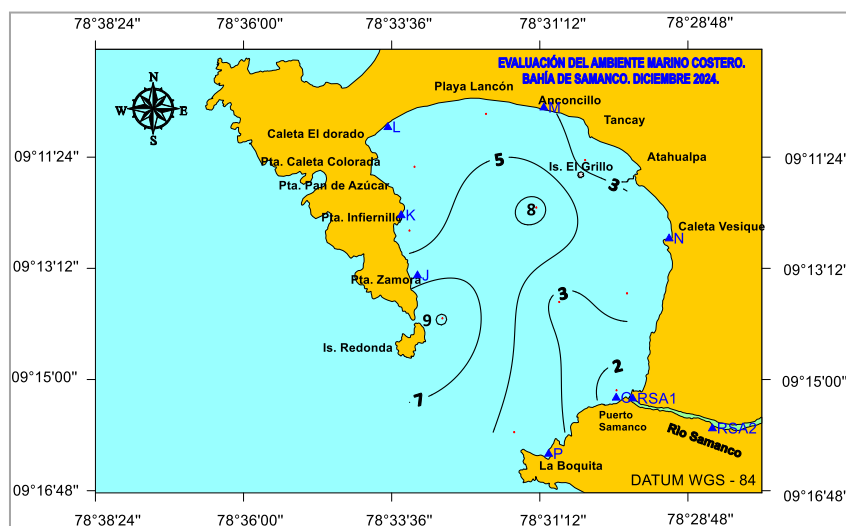 78°38'24" 78°36'00" 78°33'36" 78°31'12" 78°28'48"
EVALUACIÓN DEL AMBIENTE MARINO COSTERO.
BAHÍA DE SAMANCO. DICIEMBRE 2024.
N
W E
S
Playa Lancón
Anconcillo
M
Tancay
L
Caleta El dorado
Atahualpa
09°11'24" 09°11'24"
Pta. Caleta Colorada
5
Is. El Grillo
3
Pta. Pan de Azúcar
8
K
Pta. Infiernillo
Caleta Vesique
N
09°13'12" 09°13'12"
J
Pta. Zamora
3
9
Is. Redonda
2
09°15'00" 09°15'00"
7
RSA1
Puerto
Samanco
RSA2
Rio Samanco
P
La Boquita
DATUM WGS - 84
09°16'48" 09°16'48"
78°38'24" 78°36'00" 78°33'36" 78°31'12" 78°28'48"